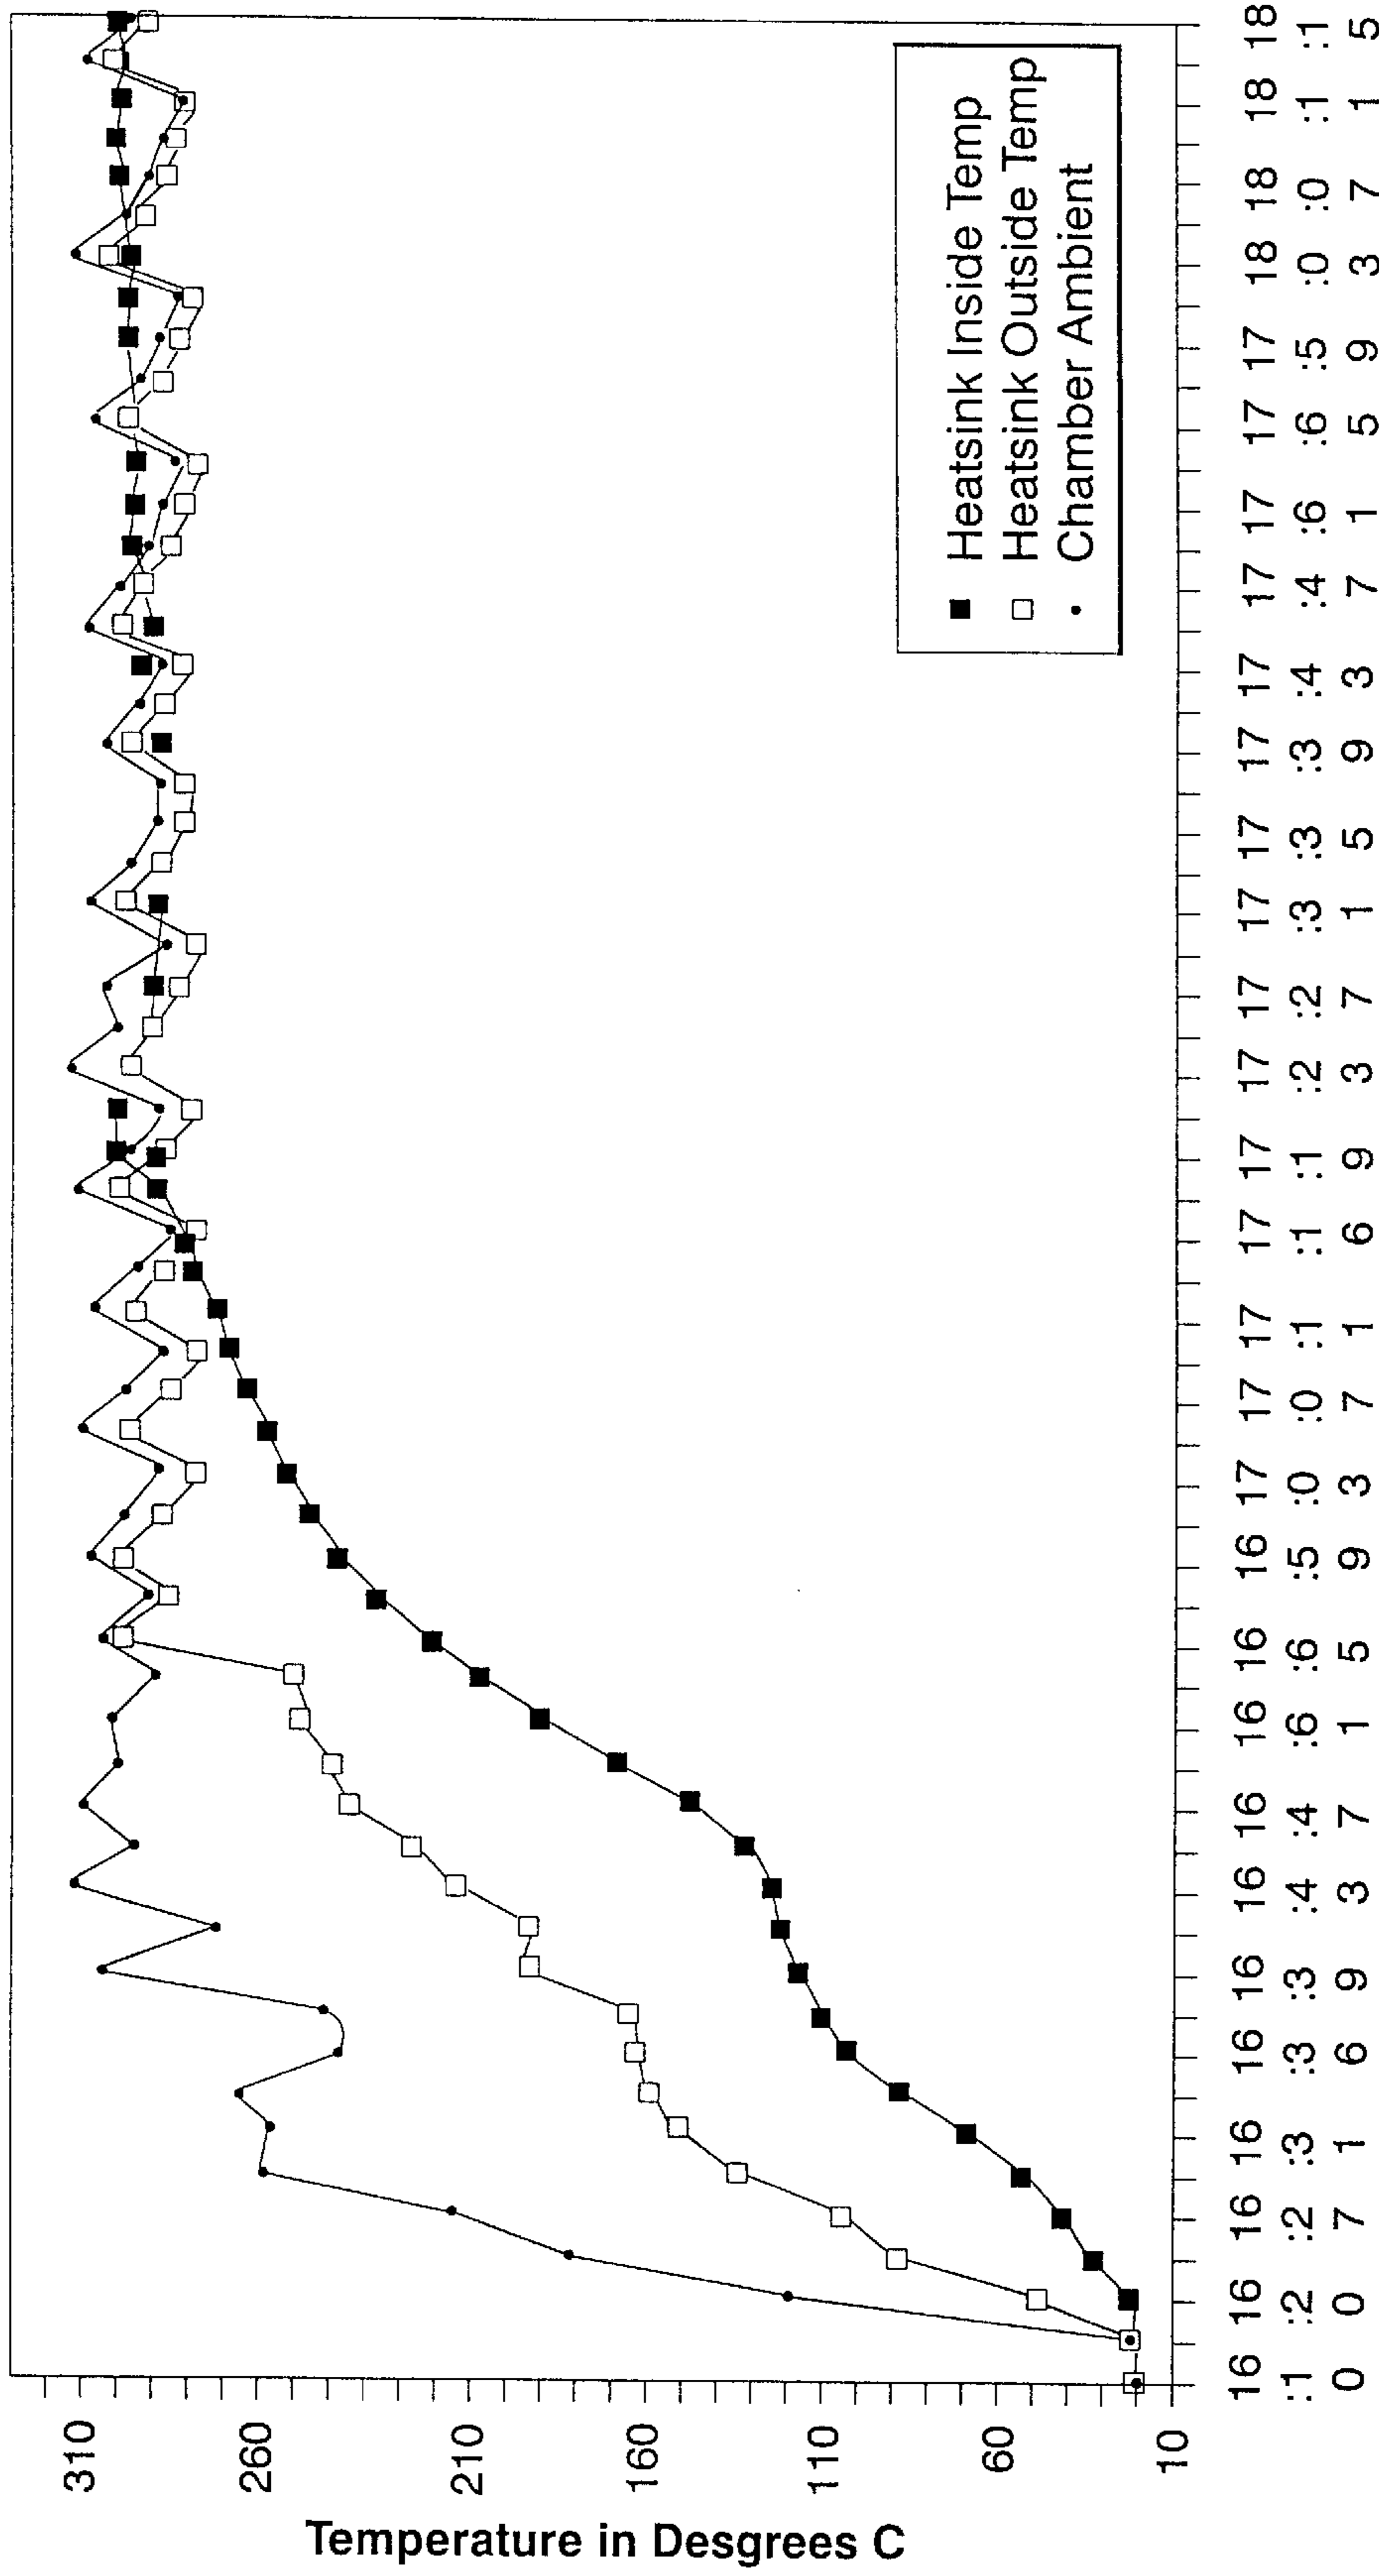 310
260
210
160
110
60
10
Temperature in Desgrees C
Heatsink Inside Temp
Heatsink Outside Temp
Chamber Ambient
16 16 16 16 16 16 16 16 16 16 16 17 17 17 17 17 17 17 17 17 17 17 17 17 17 17 18 18 18 18
:1 :2 :2 :3 :3 :3 :4 :4 :6 :6 :5 :0 :0 :1 :1 :1 :2 :2 :3 :3 :3 :4 :4 :6 :6 :5 :0 :0 :1 :1
0 0 7 1 6 9 3 7 1 5 9 3 7 1 6 9 3 7 1 5 9 3 7 1 5 9 3 7 1 5